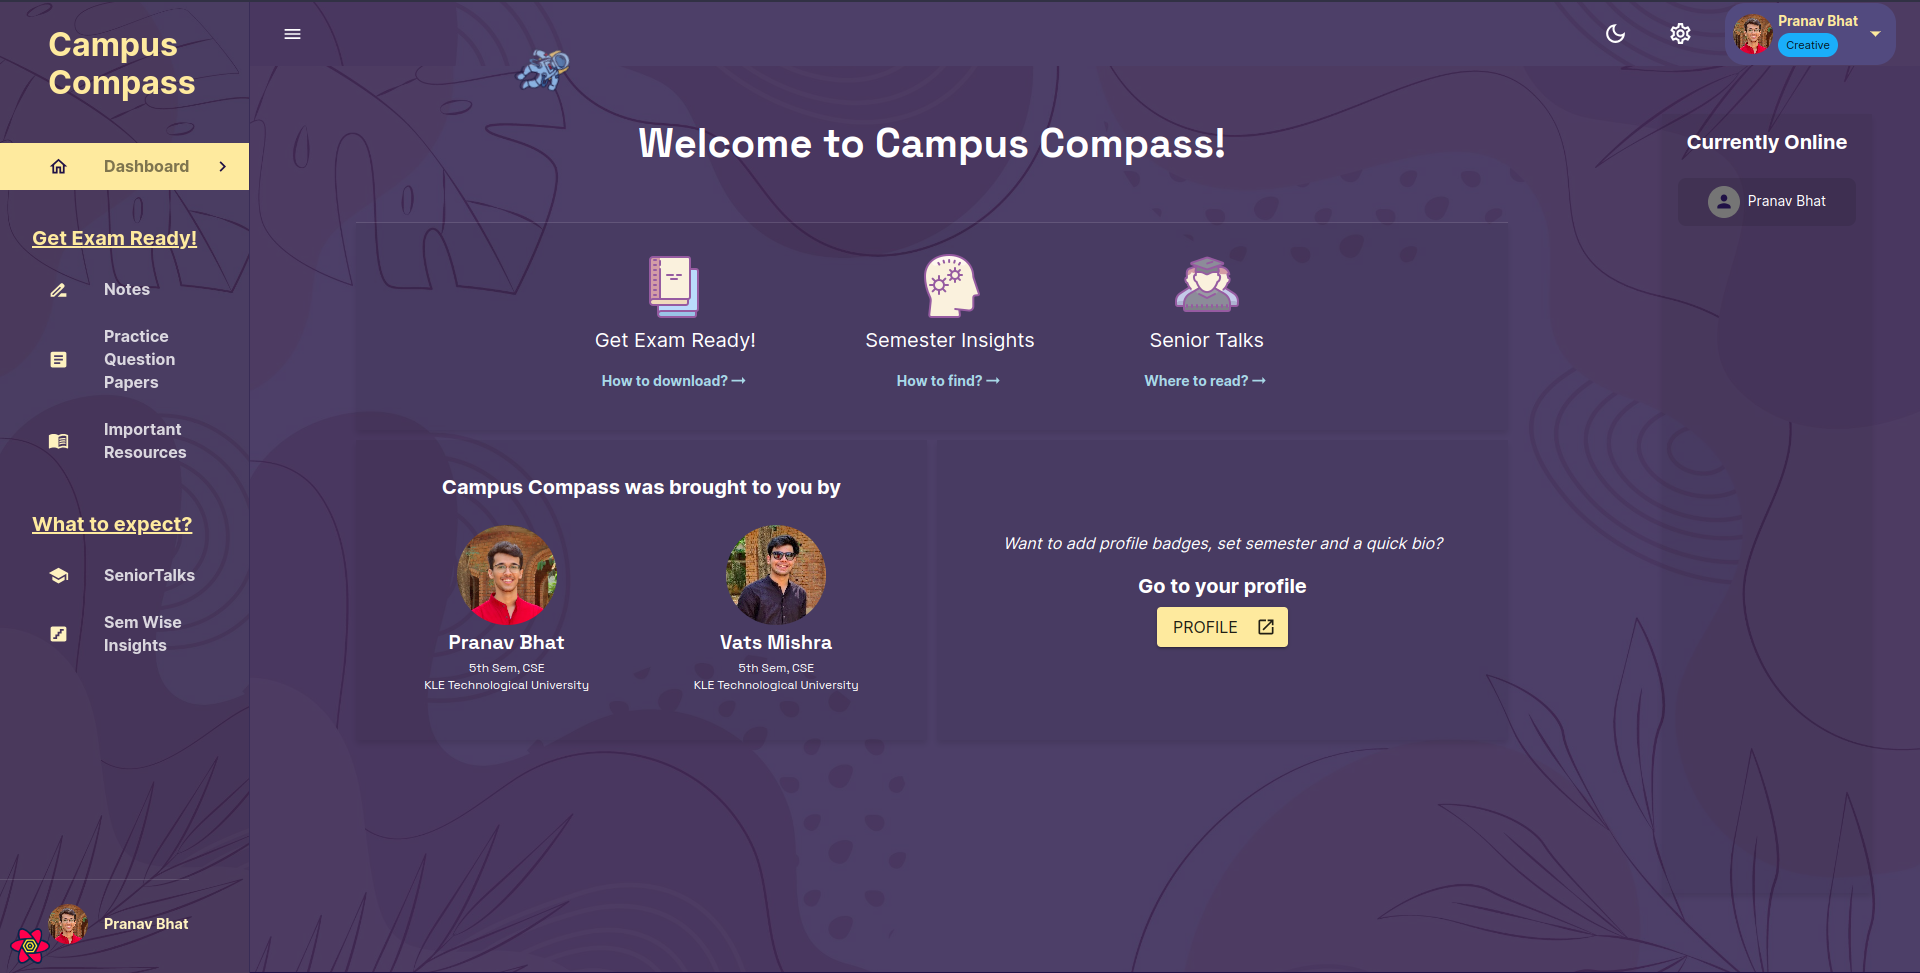 Campus
Compass
Dashboard
Get Exam Ready!
Notes
Practice
Question
Papers
Important
Resources
What to expect?
SeniorTalks
Sem Wise
Insights
Pranav Bhat
Pranav Bhat
Creative
Welcome to Campus Compass!
Get Exam Ready!
How to download? →
Semester Insights
How to find? →
Senior Talks
Where to read? →
Campus Compass was brought to you by
Pranav Bhat
5th Sem, CSE
KLE Technological University
Vats Mishra
5th Sem, CSE
KLE Technological University
Want to add profile badges, set semester and a quick bio?
Go to your profile
PROFILE
Currently Online
Pranav Bhat